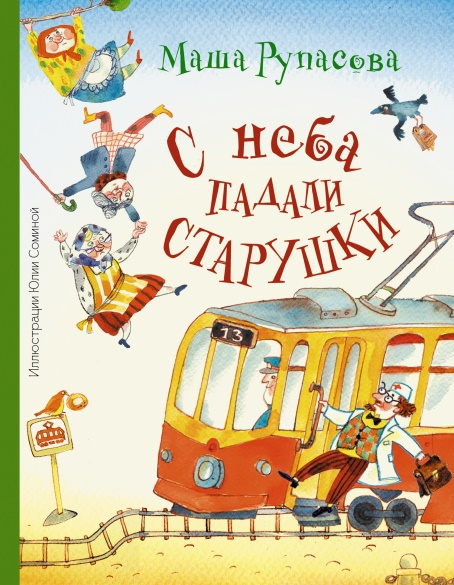 Маша Рупасова
С неба
падали
старушки
Иллюстрации Юлии Соминой
13